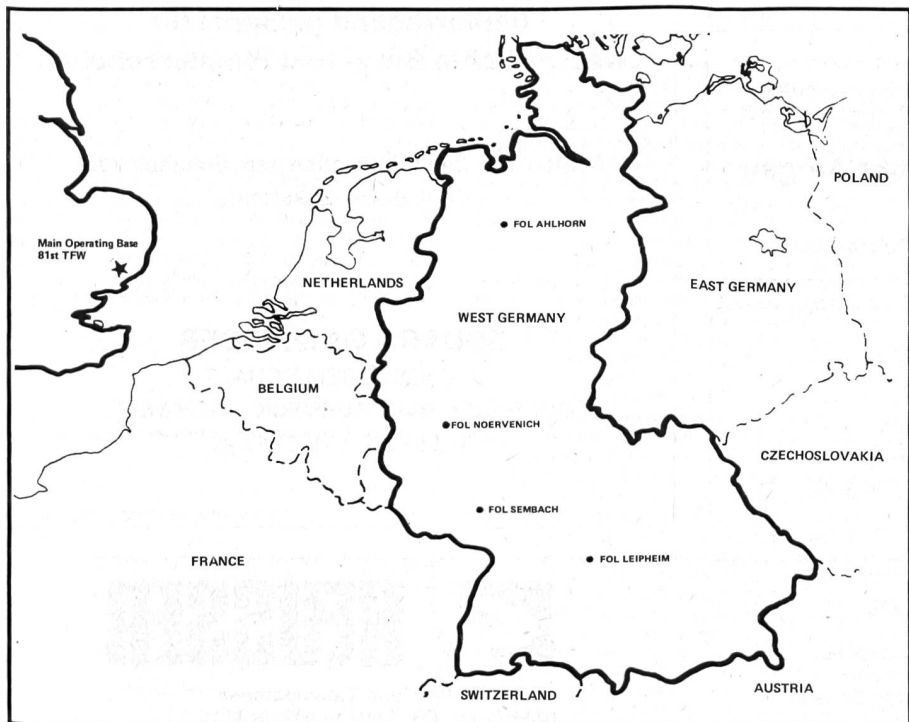 POLAND
FOL AHLHORN
Main Operating Base
81st TFW
NETHERLANDS
EAST GERMANY
WEST GERMANY
BELGIUM
FOL NOERVENICH
CZECHOSLOVAKIA
FOL SEMBACH
FRANCE
FOL LEIPHEIM
SWITZERLAND
AUSTRIA